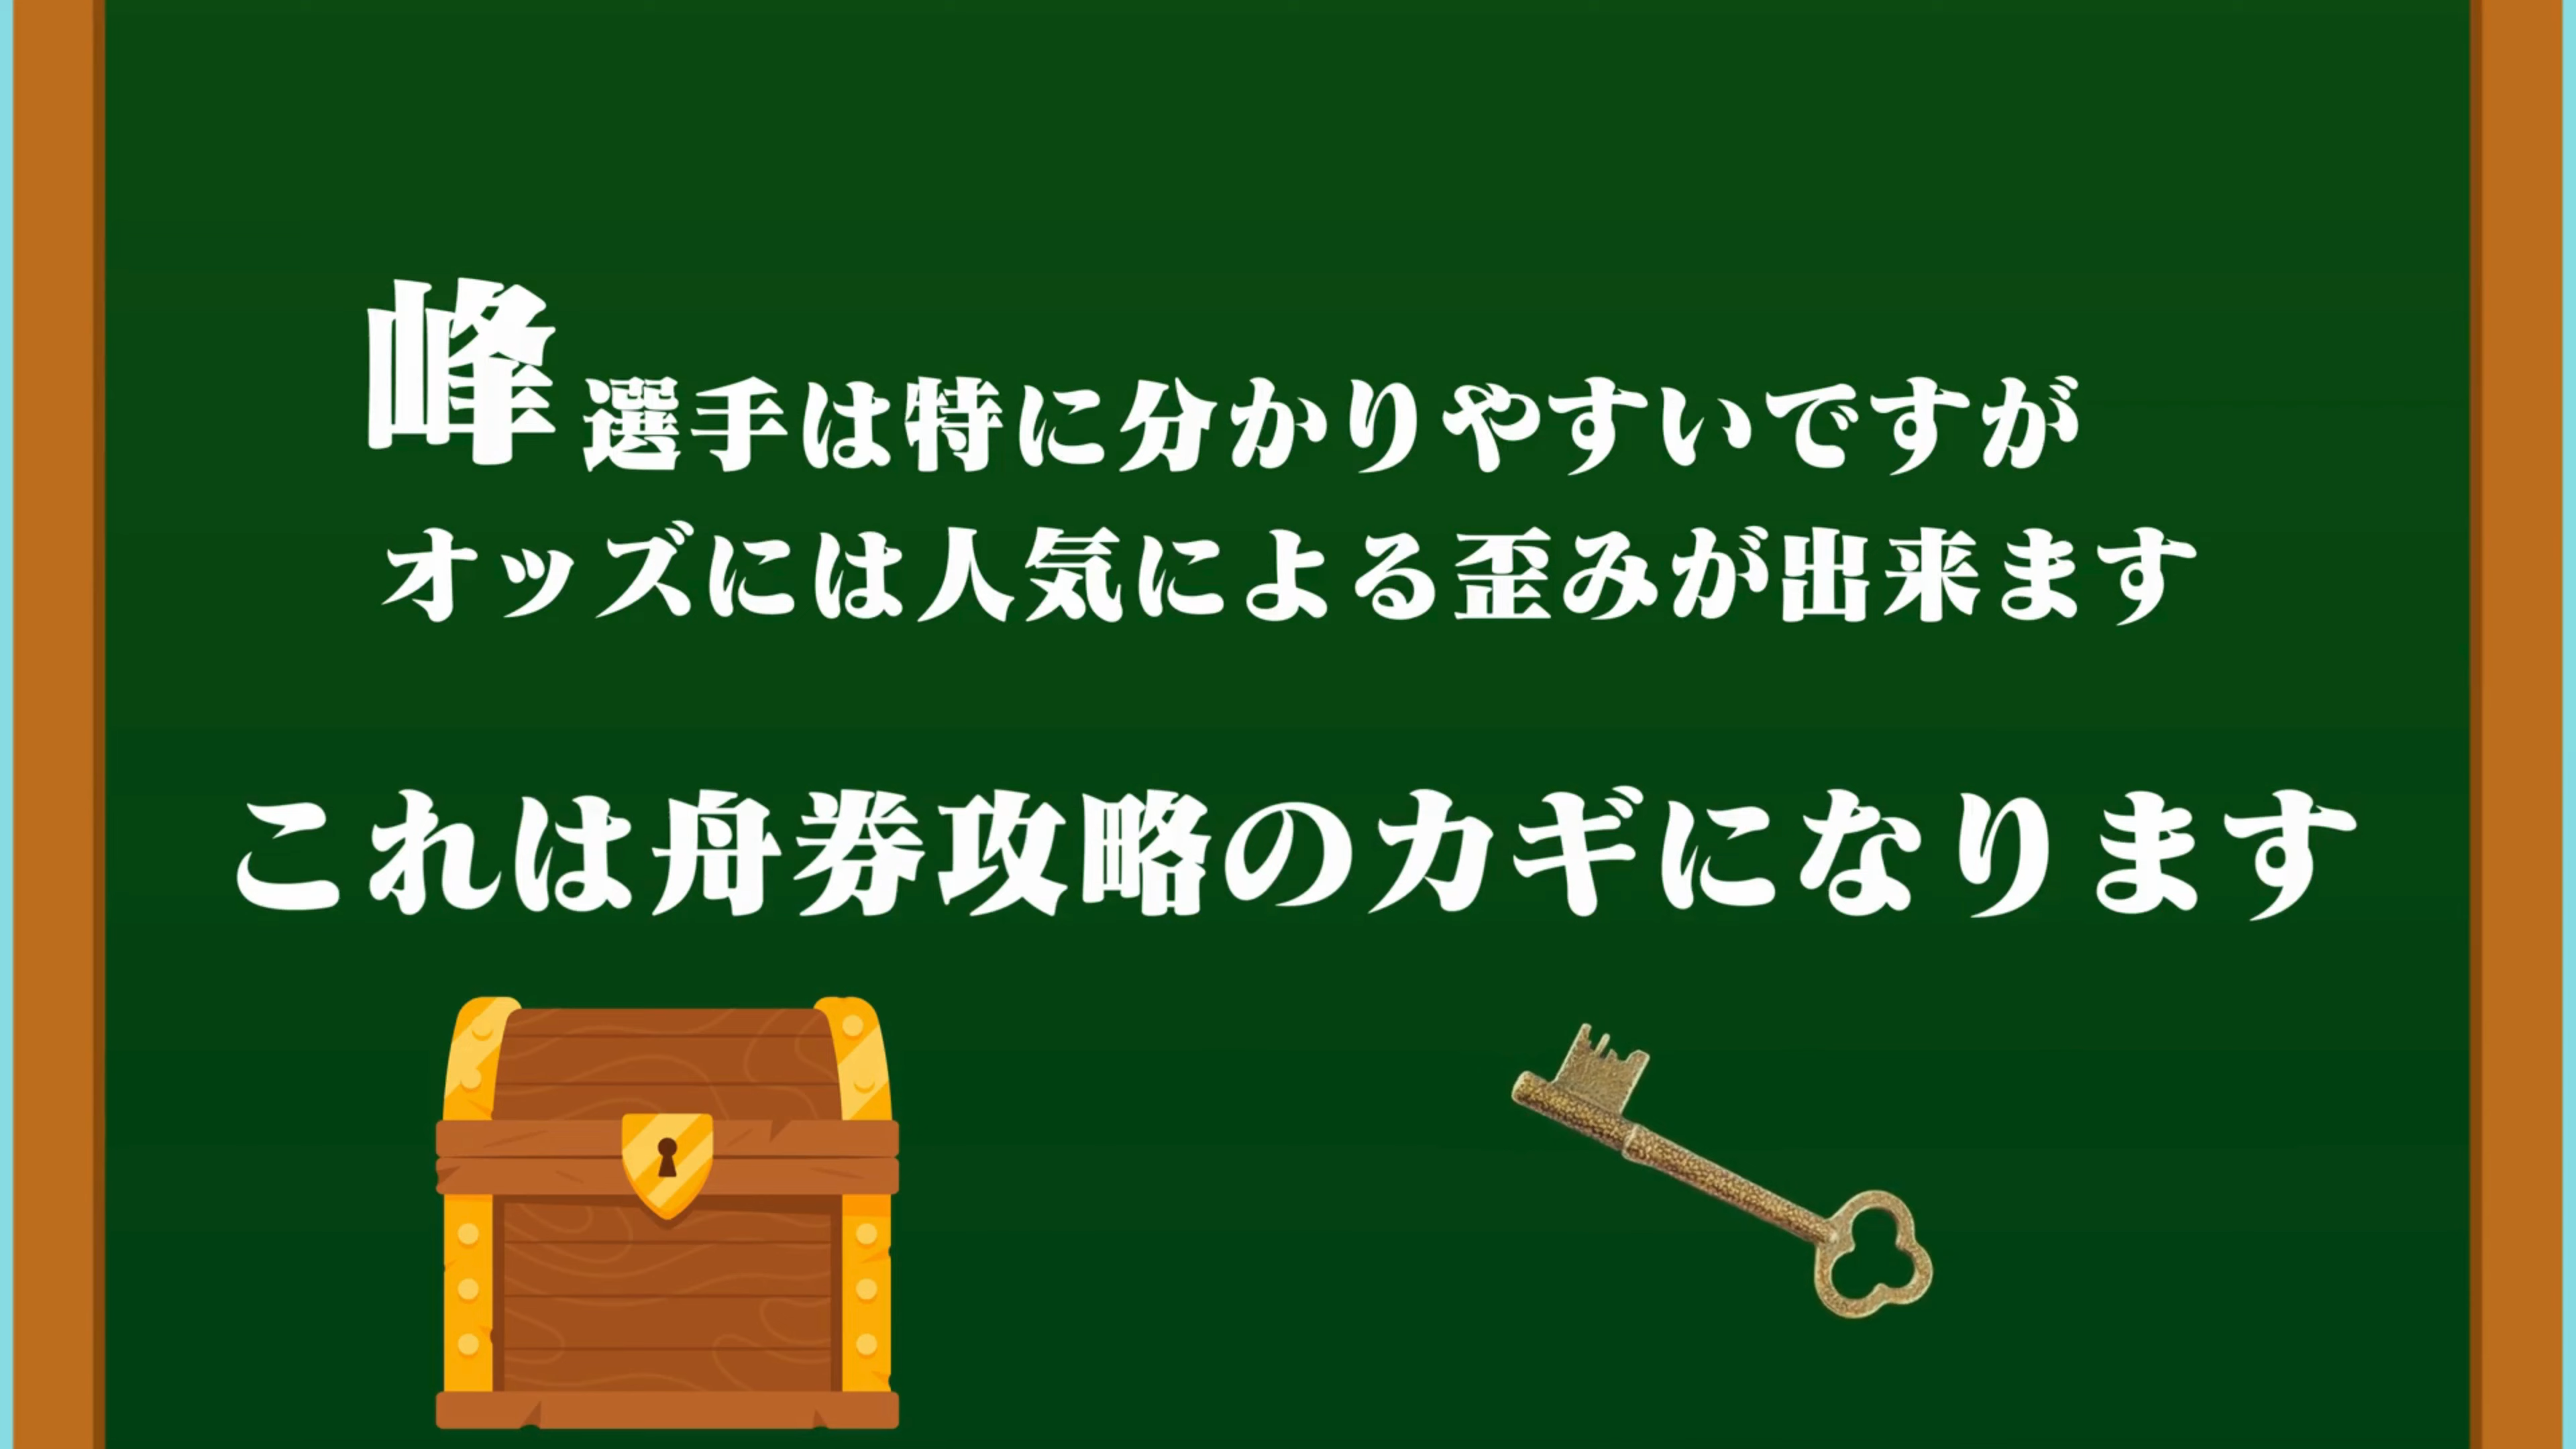 峰選手は特に分かりやすいですが
オッズには人気による歪みが出来ます
これは舟券攻略のカギになります